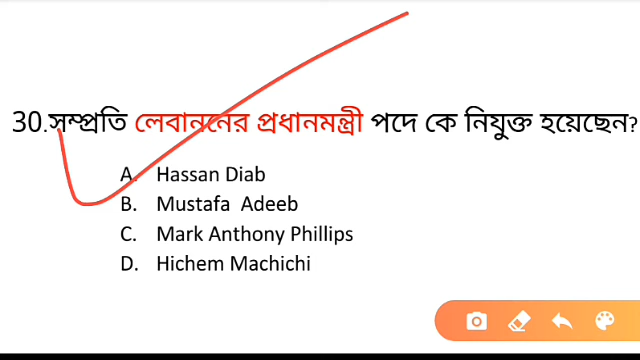 30.সম্প্রতি লেবাননের প্রধানমন্ত্রী পদে কে নিযুক্ত হয়েছেন?
A. Hassan Diab
B. Mustafa Adeeb
C. Mark Anthony Phillips
D. Hichem Machichi